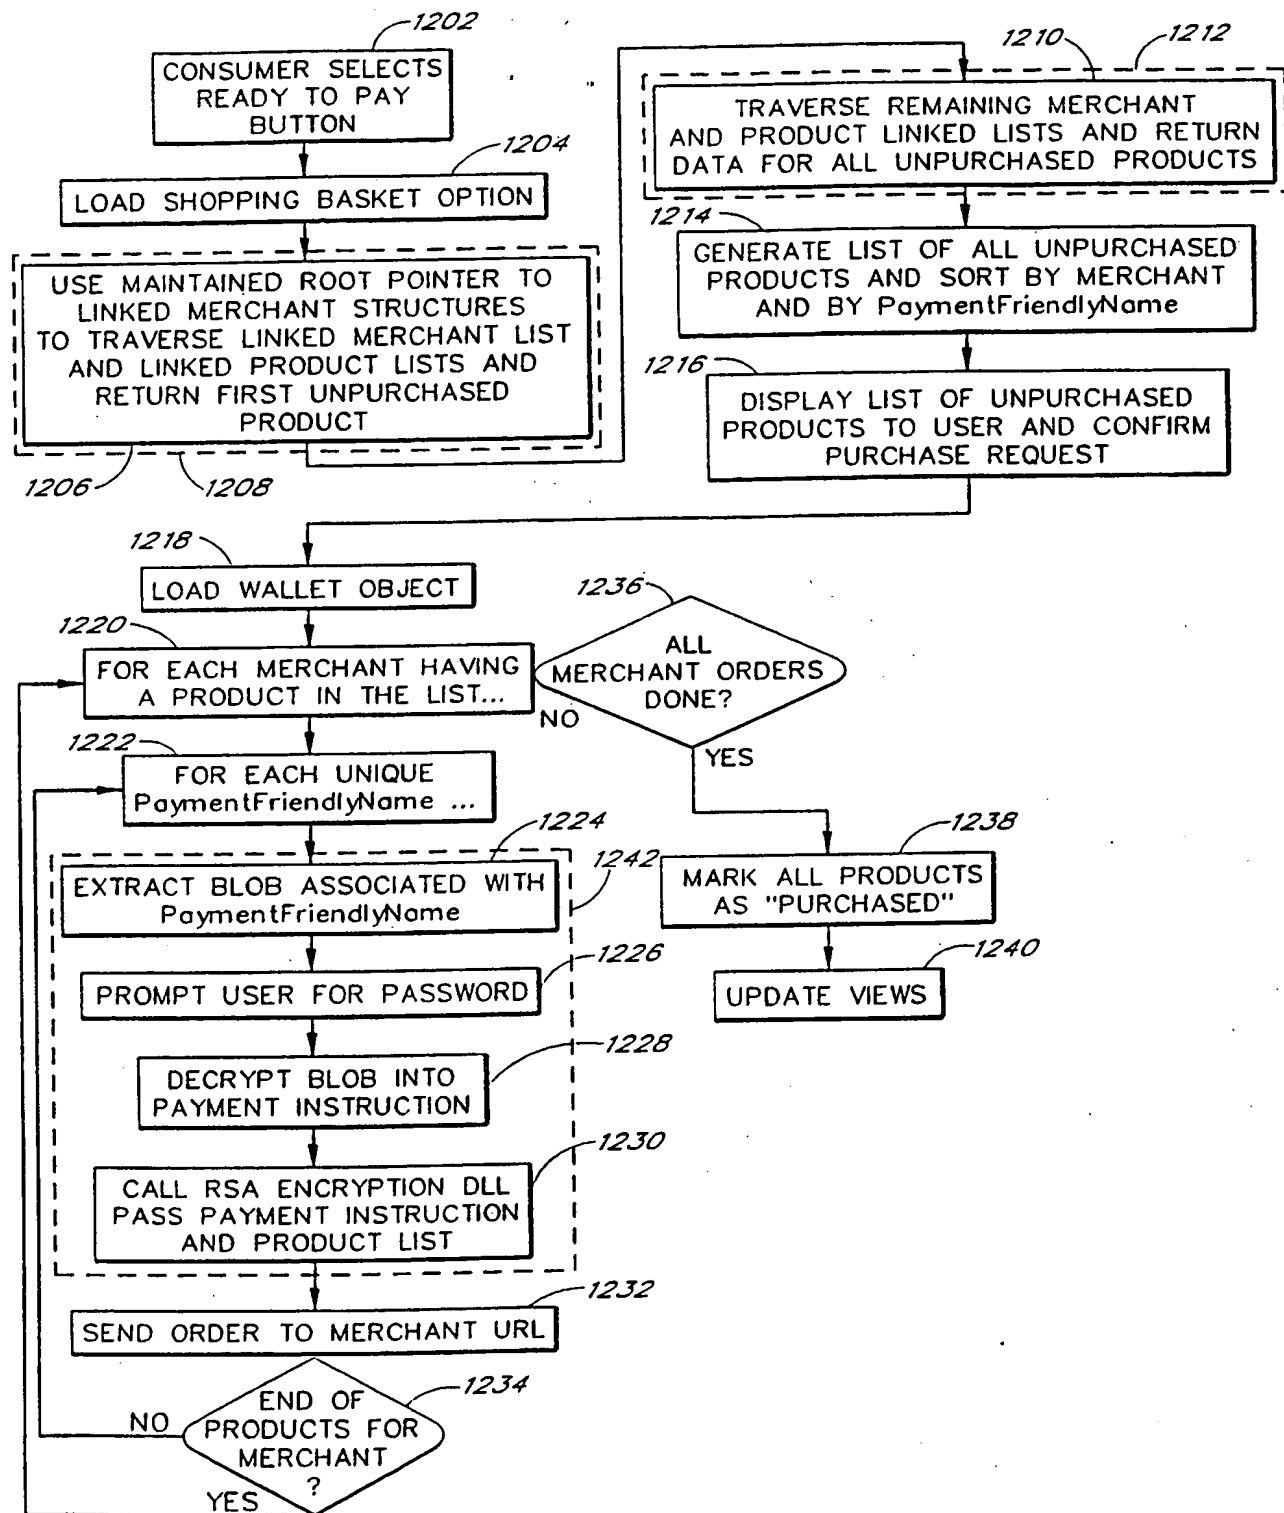 1202
CONSUMER SELECTS
READY TO PAY
BUTTON
1204
LOAD SHOPPING BASKET OPTION
USE MAINTAINED ROOT POINTER TO
LINKED MERCHANT STRUCTURES
TO TRAVERSE LINKED MERCHANT LIST
AND LINKED PRODUCT LISTS AND
RETURN FIRST UNPURCHASED
PRODUCT
1206
1208
1210
1212
TRAVERSE REMAINING MERCHANT
AND PRODUCT LINKED LISTS AND RETURN
DATA FOR ALL UNPURCHASED PRODUCTS
1214
GENERATE LIST OF ALL UNPURCHASED
PRODUCTS AND SORT BY MERCHANT
AND BY PaymentFriendlyName
1216
DISPLAY LIST OF UNPURCHASED
PRODUCTS TO USER AND CONFIRM
PURCHASE REQUEST
1218
LOAD WALLET OBJECT
1220
FOR EACH MERCHANT HAVING
A PRODUCT IN THE LIST...
1236
ALL
MERCHANT ORDERS
DONE?
NO
YES
1222
FOR EACH UNIQUE
PaymentFriendlyName ...
1224
1242
EXTRACT BLOB ASSOCIATED WITH
PaymentFriendlyName
1226
PROMPT USER FOR PASSWORD
1228
DECRYPT BLOB INTO
PAYMENT INSTRUCTION
1230
CALL RSA ENCRYPTION DLL
PASS PAYMENT INSTRUCTION
AND PRODUCT LIST
1232
SEND ORDER TO MERCHANT URL
1234
END OF
PRODUCTS FOR
MERCHANT
?
NO
YES
1238
MARK ALL PRODUCTS
AS "PURCHASED"
1240
UPDATE VIEWS